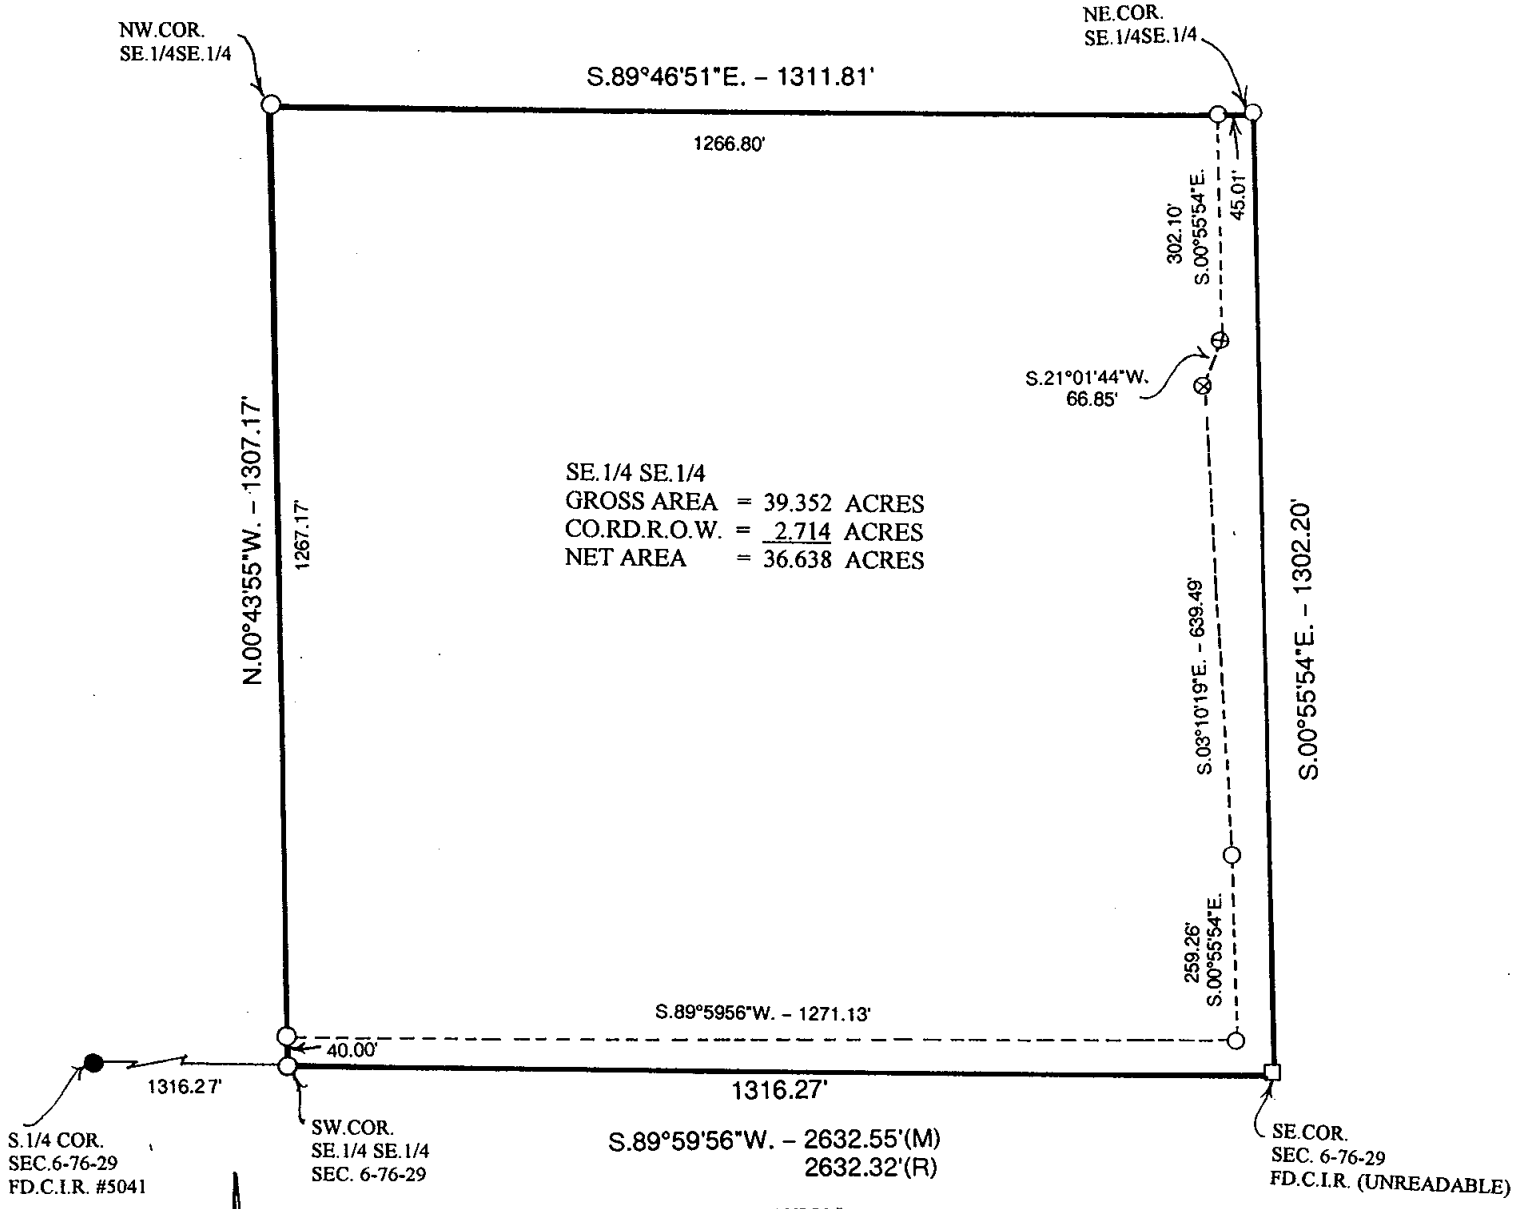 NW.COR.
SE.1/4SE.1/4
NE.COR.
SE.1/4SE.1/4
S.89°46'51"E. – 1311.81'
1266.80'
45.01'
302.10'
S.00°55'54"E.
S.21°01'44"W.
66.85'
N.00°43'55"W. – 1307.17'
1267.17'
SE.1/4 SE.1/4
GROSS AREA = 39.352 ACRES
CO.RD.R.O.W. = 2.714 ACRES
NET AREA = 36.638 ACRES
S.03°10'19"E. - 639.49'
S.00°55'54"E. – 1302.20'
259.26'
S.00°55'54"E.
S.89°5956"W. – 1271.13'
40.00'
1316.27'
1316.27'
S.1/4 COR.
SEC.6-76-29
FD.C.I.R. #5041
SW.COR.
SE.1/4 SE.1/4
SEC. 6-76-29
S.89°59'56"W. – 2632.55'(M)
2632.32'(R)
SE.COR.
SEC. 6-76-29
FD.C.I.R. (UNREADABLE)